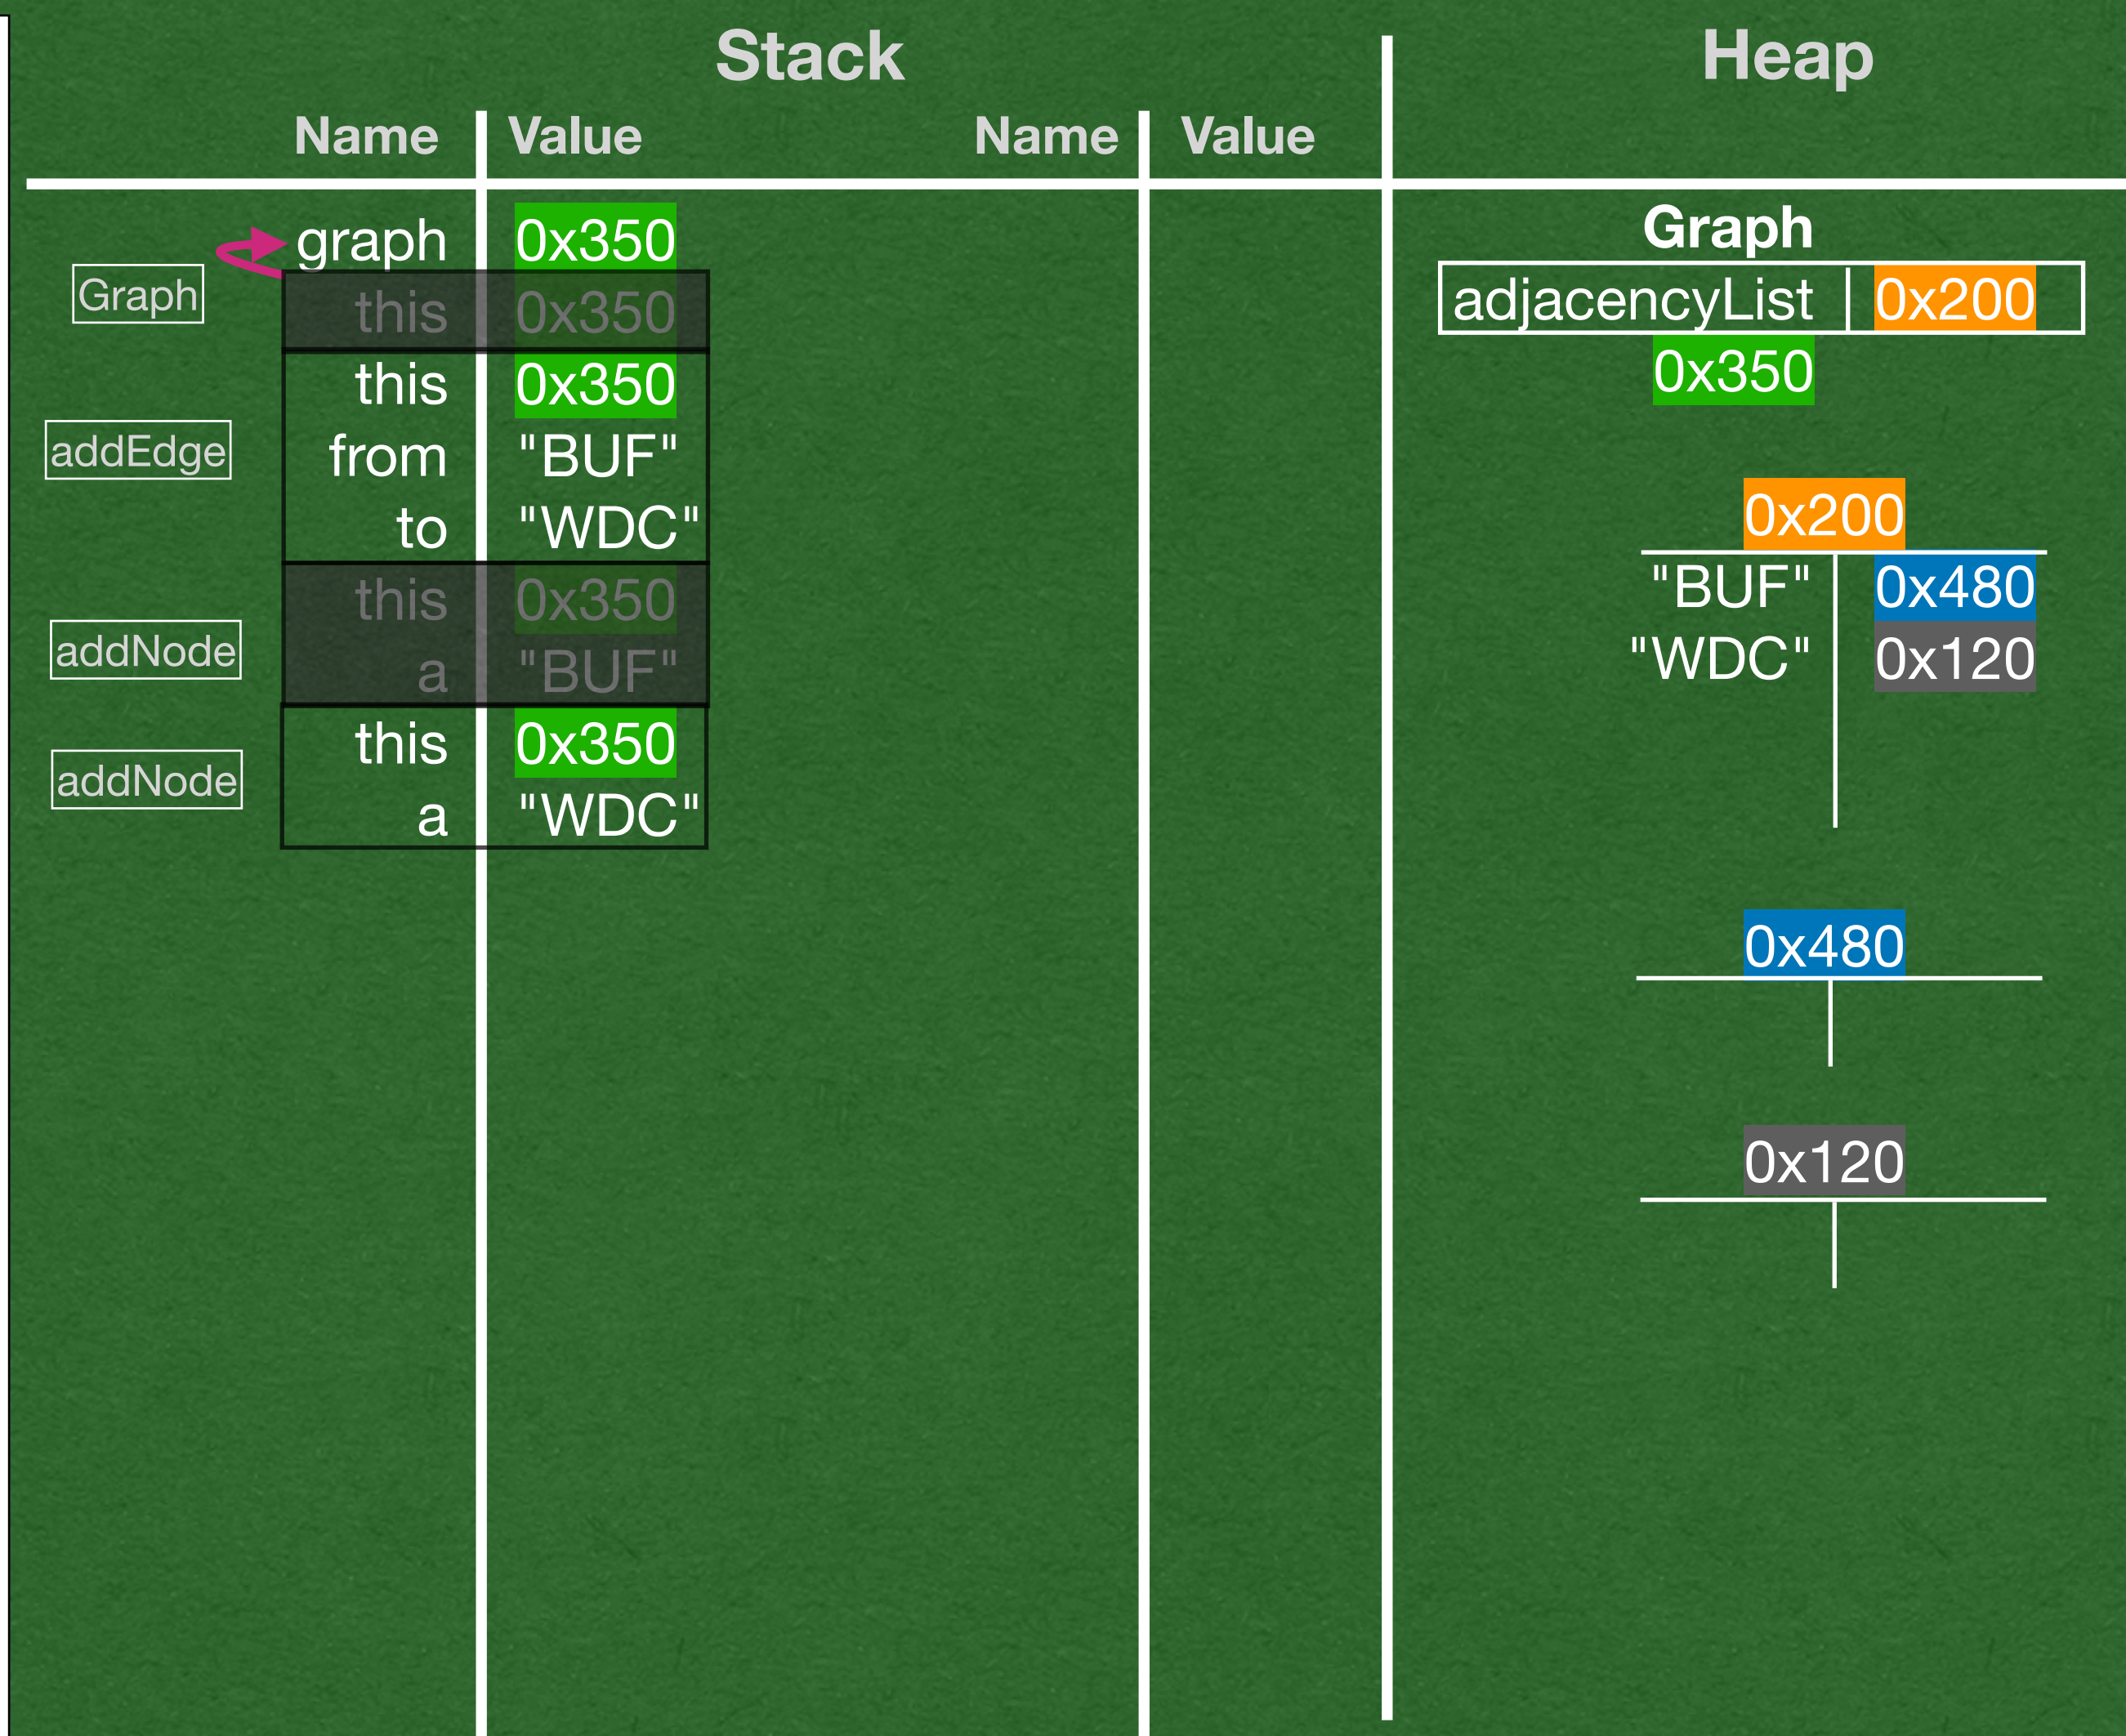 Stack
Heap
Name Value Name Value
graph 0x350
Graph
this 0x350
this 0x350
addEdge
from "BUF"
to "WDC"
this 0x350
addNode
a "BUF"
this 0x350
addNode
a "WDC"
Graph
adjacencyList 0x200
0x350
0x200
"BUF" 0x480
"WDC" 0x120
0x480
0x120